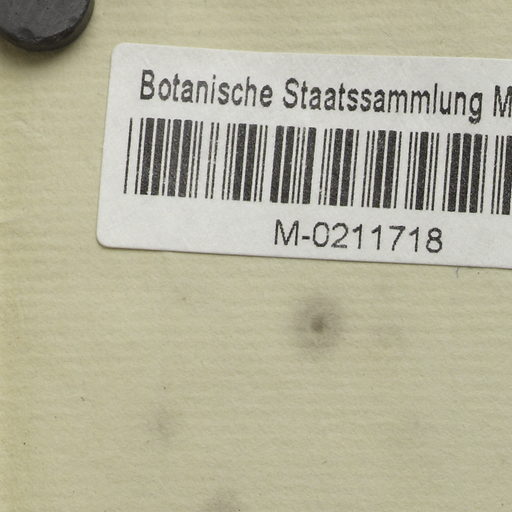 Botanische Staatssammlung M
M-0211718